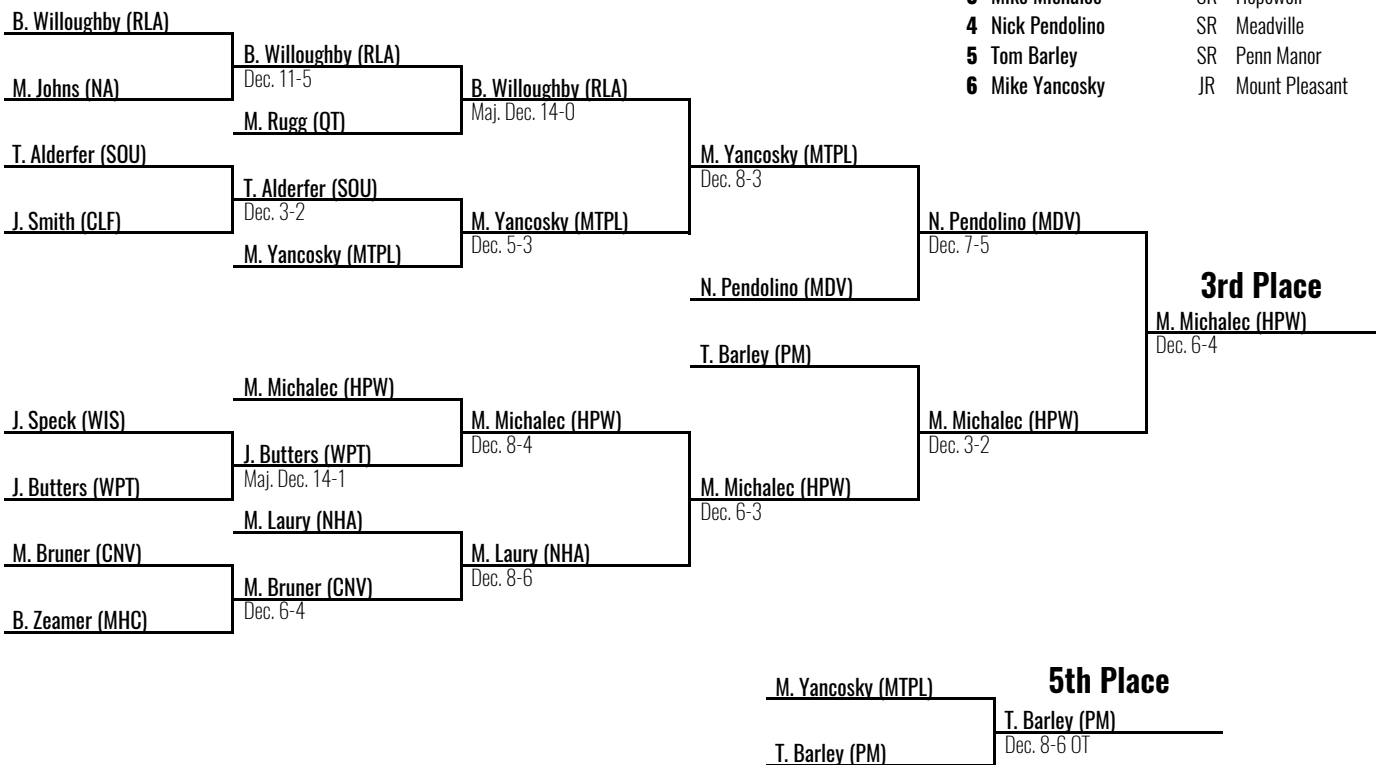 3 Mike Michalec SR Hopewell
4 Nick Pendolino SR Meadville
5 Tom Barley SR Penn Manor
6 Mike Yancosky JR Mount Pleasant
B. Willoughby (RLA)
M. Johns (NA)
T. Alderfer (SOU)
J. Smith (CLF)
J. Speck (WIS)
J. Butters (WPT)
M. Bruner (CNV)
B. Zeamer (MHC)
B. Willoughby (RLA)
Dec. 11-5
M. Rugg (QT)
T. Alderfer (SOU)
Dec. 3-2
M. Yancosky (MTPL)
M. Michalec (HPW)
J. Butters (WPT)
Maj. Dec. 14-1
M. Laury (NHA)
M. Bruner (CNV)
Dec. 6-4
B. Willoughby (RLA)
Maj. Dec. 14-0
M. Yancosky (MTPL)
Dec. 5-3
M. Michalec (HPW)
Dec. 8-4
M. Laury (NHA)
Dec. 8-6
M. Yancosky (MTPL)
Dec. 8-3
N. Pendolino (MDV)
T. Barley (PM)
M. Michalec (HPW)
Dec. 6-3
N. Pendolino (MDV)
Dec. 7-5
M. Michalec (HPW)
Dec. 3-2
3rd Place
M. Michalec (HPW)
Dec. 6-4
5th Place
M. Yancosky (MTPL)
T. Barley (PM)
T. Barley (PM)
Dec. 8-6 OT